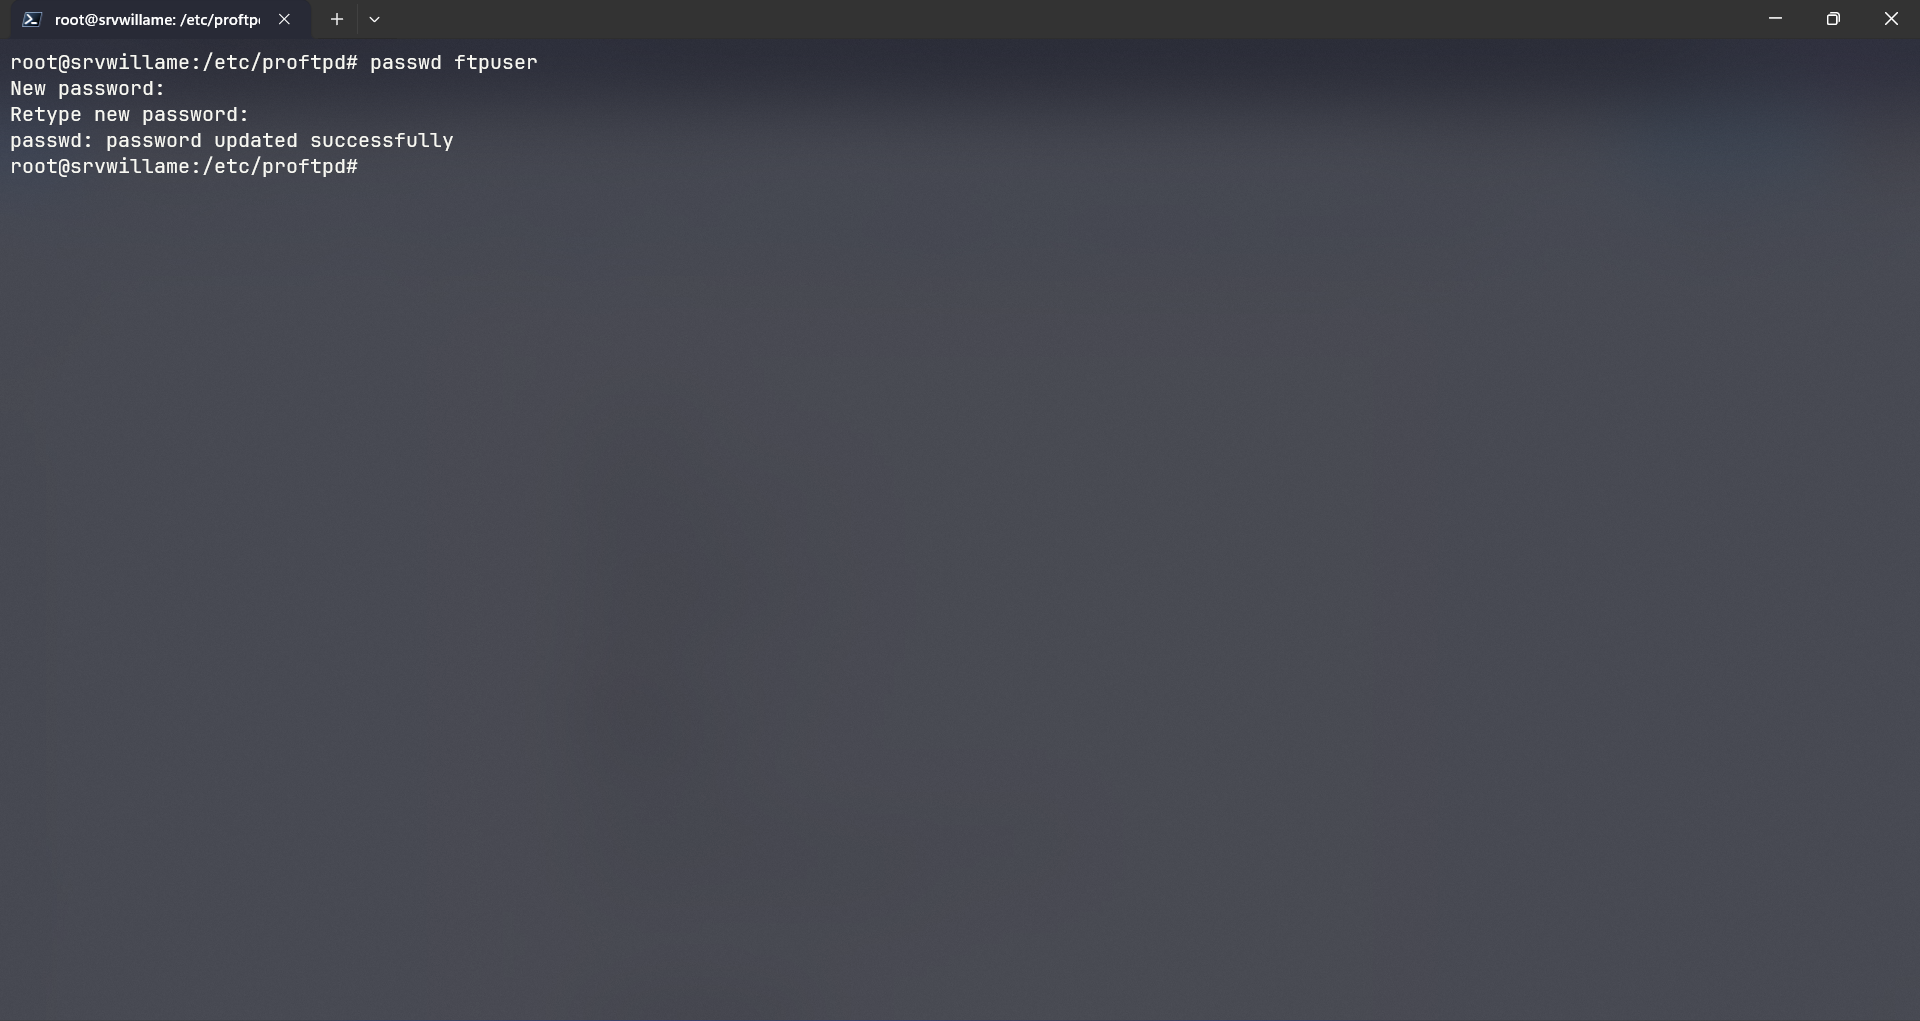 root@srvwillame: /etc/proftp
root@srvwillame:/etc/proftpd# passwd ftpuser
New password:
Retype new password:
passwd: password updated successfully
root@srvwillame:/etc/proftpd#